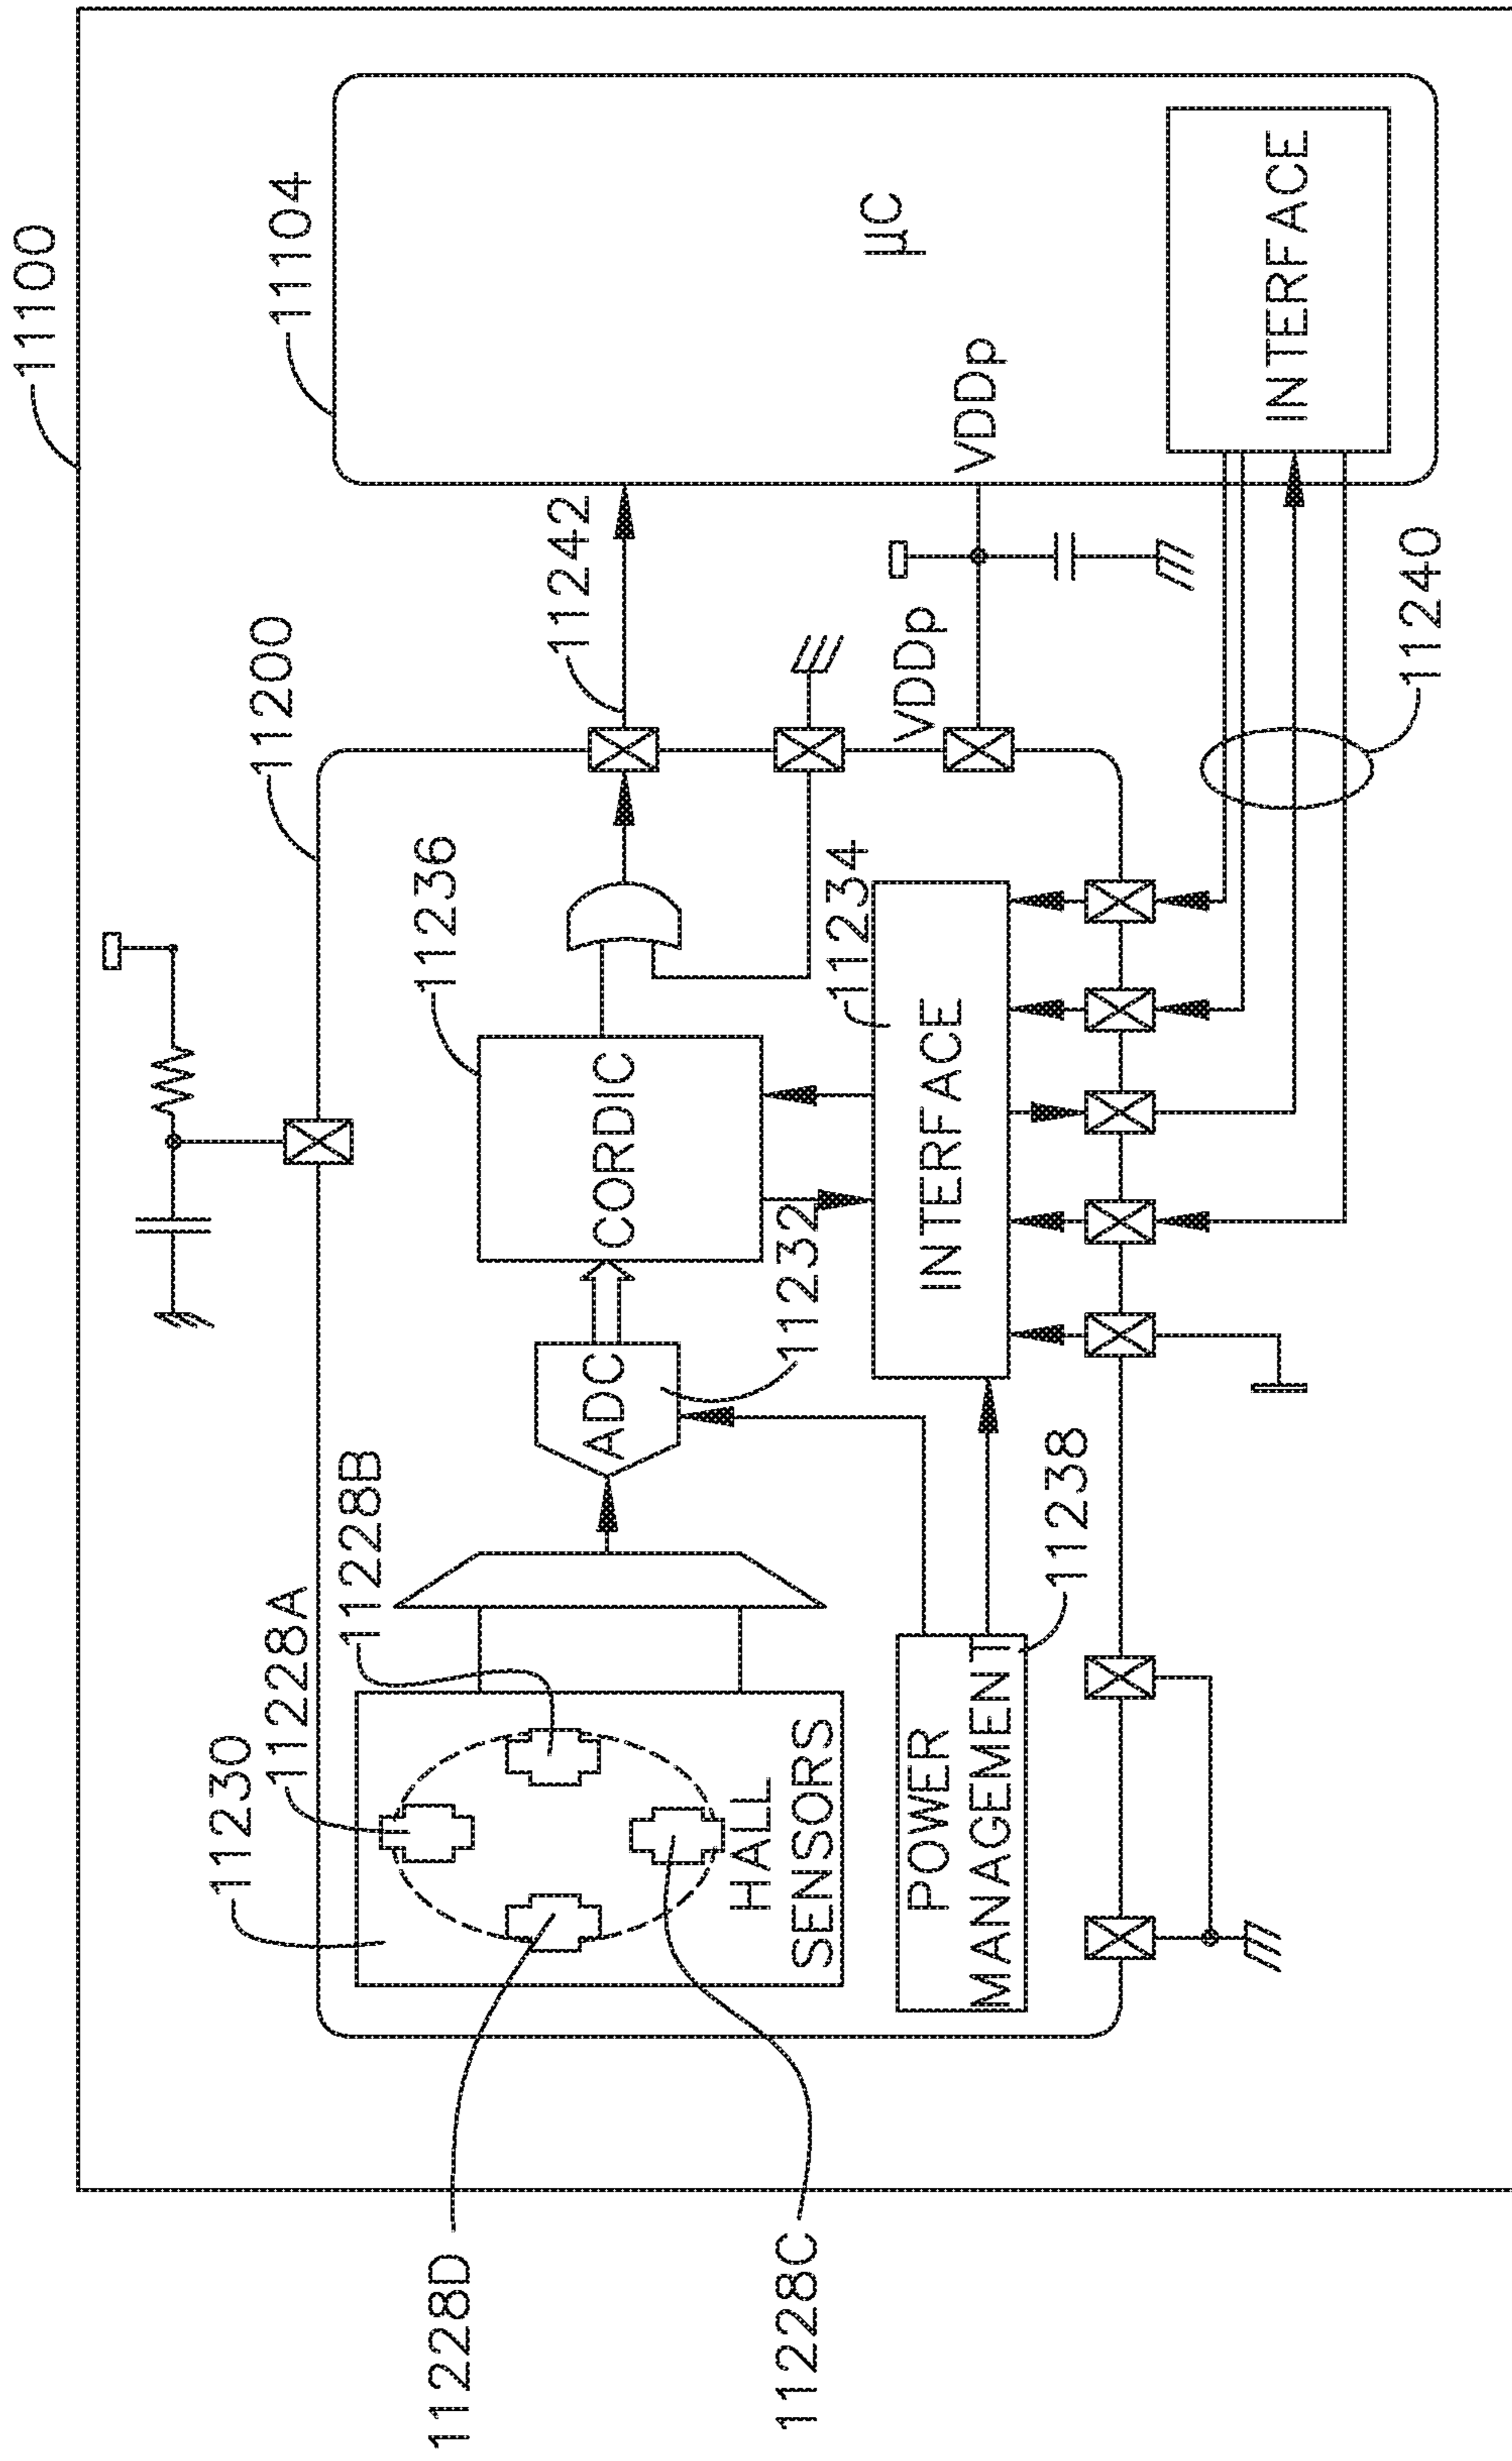 11100
11104
μC
INTERFACE
VDDp
11242
11200
VDDp
11240
11236
11234
CORDIC
INTERFACE
11232
ADC
11228B
11228A
11230
11238
HALL
SENSORS
POWER
MANAGEMENT
11228D
11228C